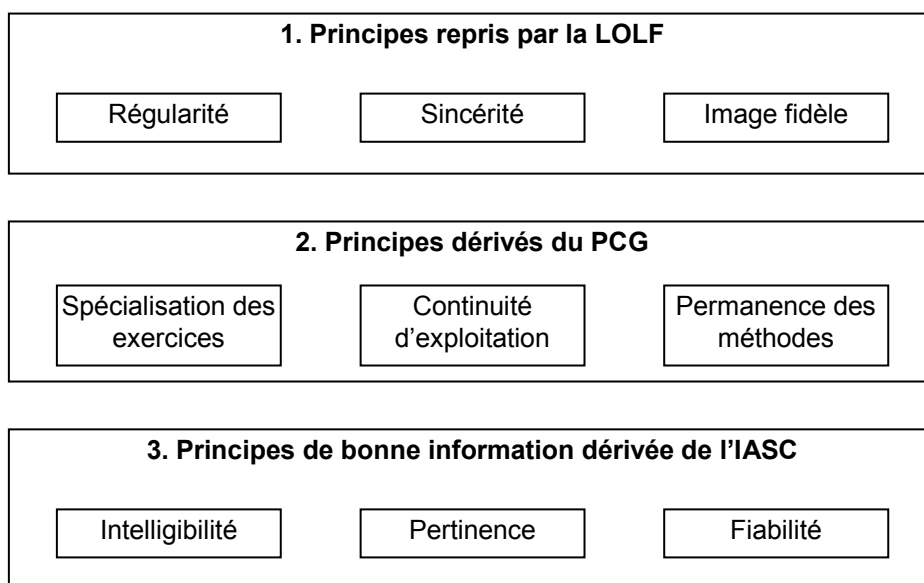 1. Principes repris par la LOLF
Régularité
Sincérité
Image fidèle
2. Principes dérivés du PCG
Spécialisation des
exercices
Continuité
d'exploitation
Permanence des
méthodes
3. Principes de bonne information dérivée de l'IASC
Intelligibilité
Pertinence
Fiabilité